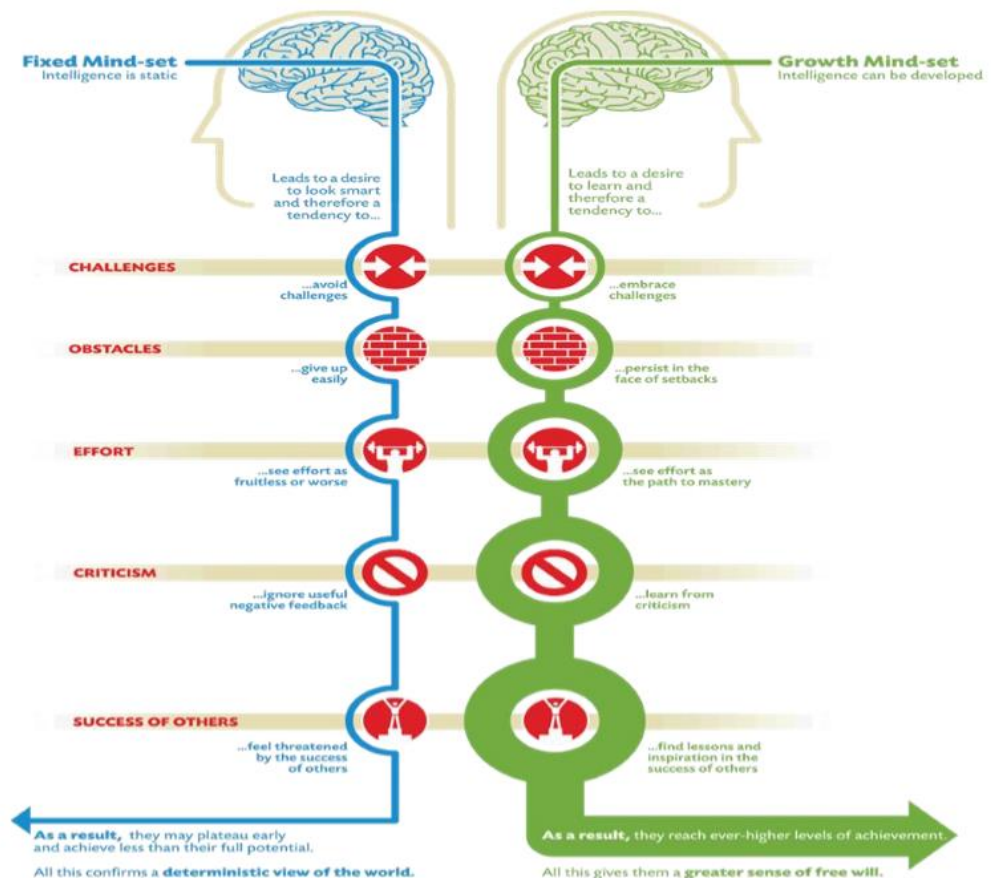 Fixed Mind-set
Intelligence is static
Growth Mind-set
Intelligence can be developed
Leads to a desire
to look smart
and therefore a
tendency to...
Leads to a desire
to learn and
therefore a
tendency to...
CHALLENGES
...avoid
challenges
...embrace
challenges
OBSTACLES
...give up
easily
...persist in the
face of setbacks
EFFORT
...see effort as
fruitless or worse
...see effort as
the path to mastery
CRITICISM
...ignore useful
negative feedback
...learn from
criticism
SUCCESS OF OTHERS
...feel threatened
by the success
of others
...find lessons and
inspiration in the
success of others
As a result, they may plateau early
and achieve less than their full potential.
All this confirms a deterministic view of the world.
As a result, they reach ever-higher levels of achievement.
All this gives them a greater sense of free will.